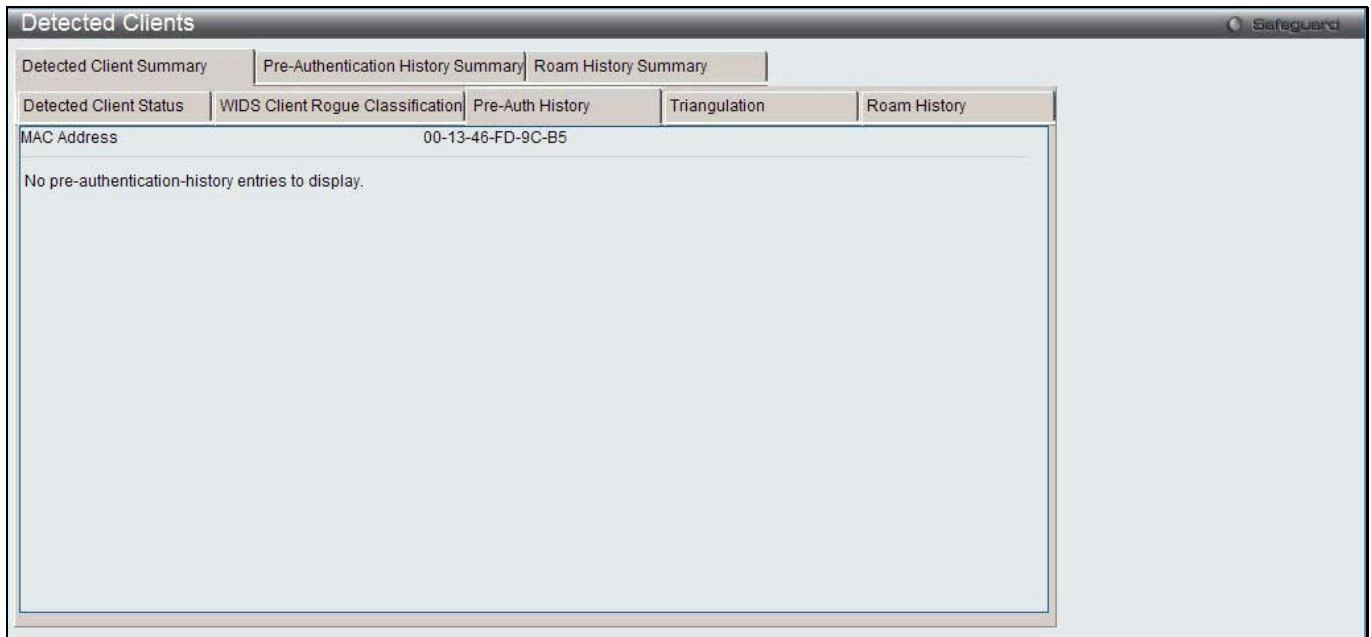 Detected Clients
Safeguard
Detected Client Summary
Pre-Authentication History Summary
Roam History Summary
Detected Client Status
WIDS Client Rogue Classification
Pre-Auth History
Triangulation
Roam History
MAC Address 00-13-46-FD-9C-B5
No pre-authentication-history entries to display.